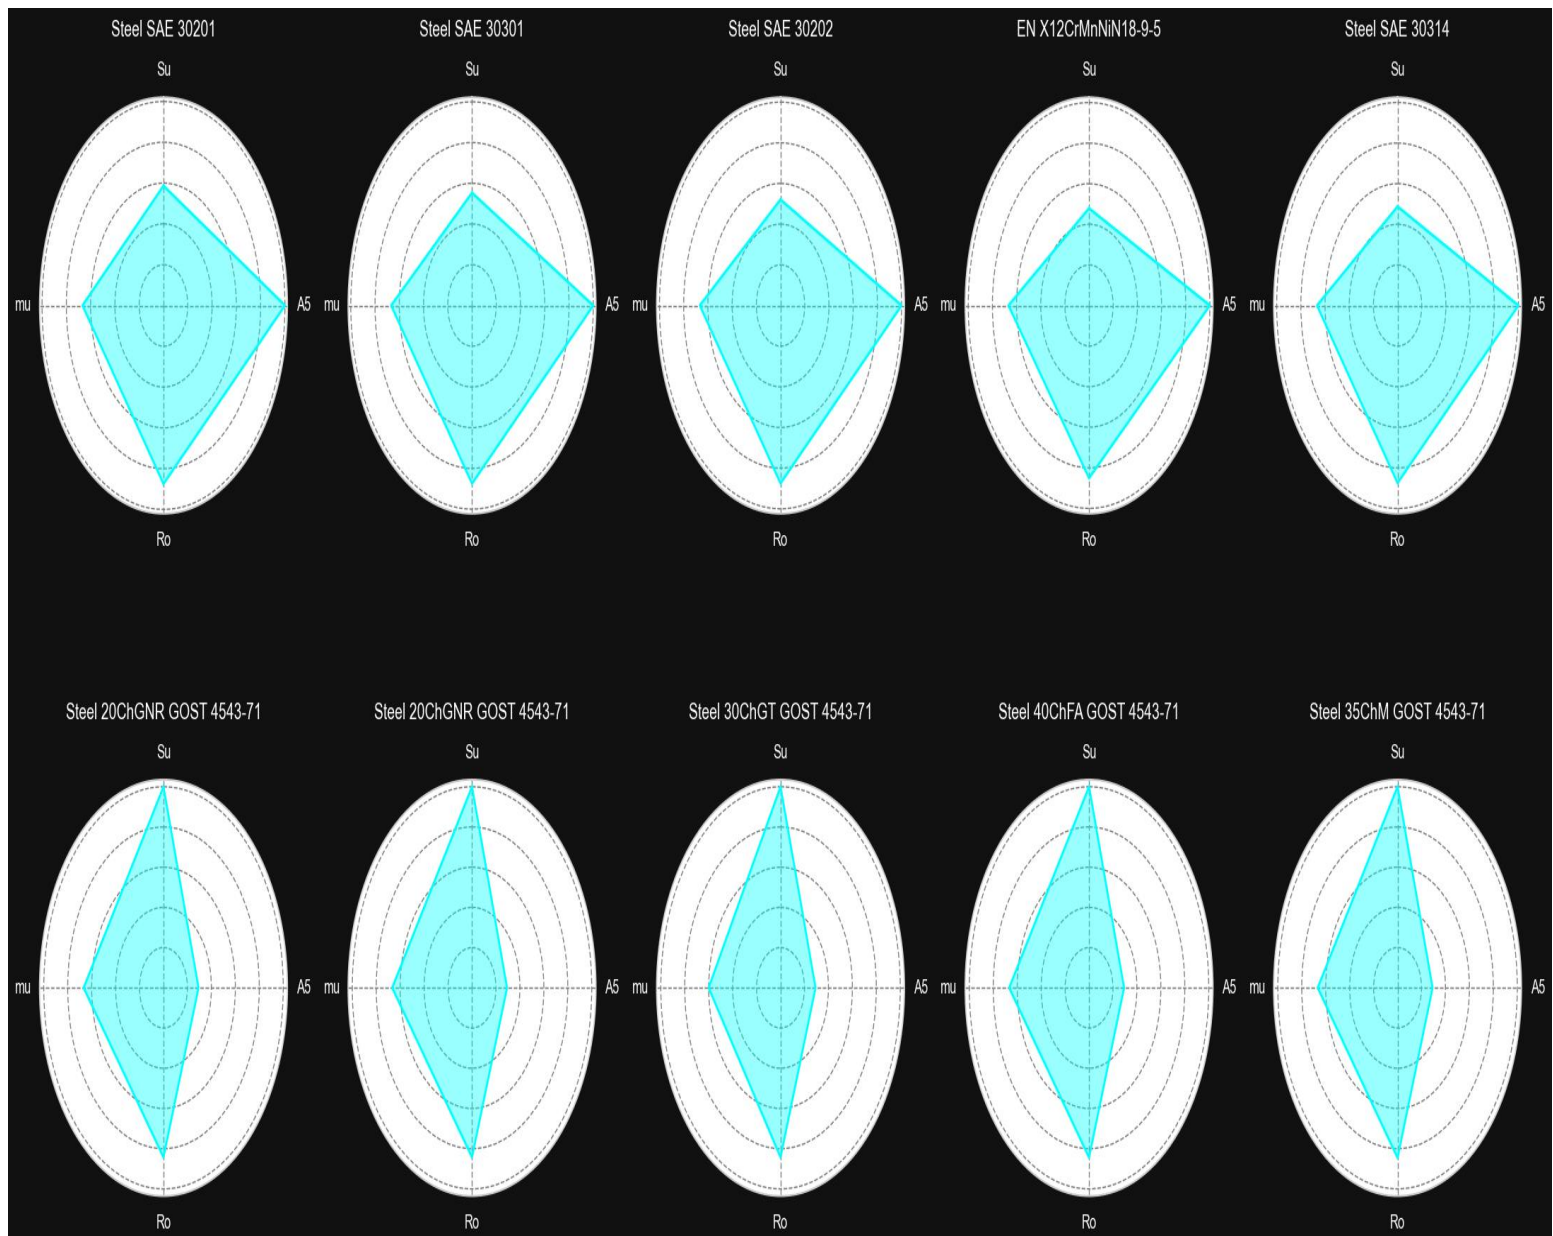 Steel SAE 30201
Steel SAE 30301
Steel SAE 30202
EN X12CrMnNiN18-9-5
Steel SAE 30314
Su
Su
Su
Su
Su
mu
A5
mu
A5
mu
A5
mu
A5
mu
A5
Ro
Ro
Ro
Ro
Ro
Steel 20ChGNR GOST 4543-71
Steel 20ChGNR GOST 4543-71
Steel 30ChGT GOST 4543-71
Steel 40ChFA GOST 4543-71
Steel 35ChM GOST 4543-71
Su
Su
Su
Su
Su
mu
A5
mu
A5
mu
A5
mu
A5
mu
A5
Ro
Ro
Ro
Ro
Ro